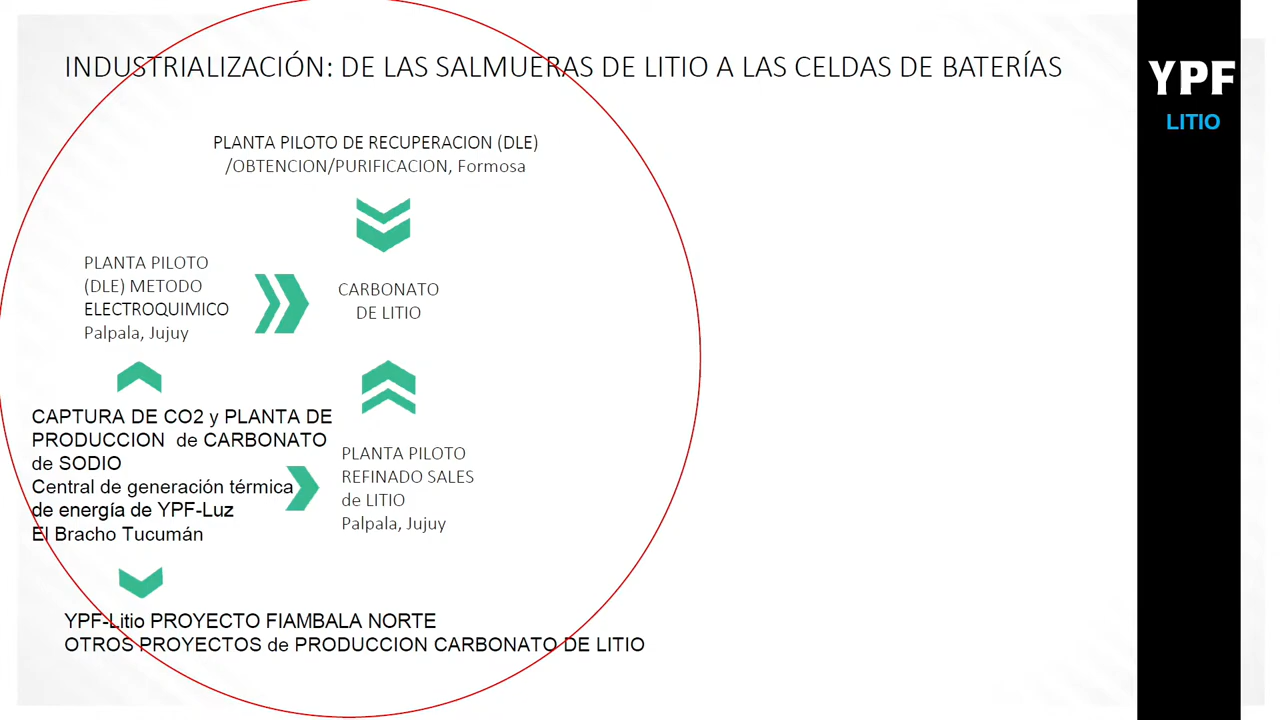 INDUSTRIALIZACIÓN: DE LAS SALMUERAS DE LITIO A LAS CELDAS DE BATERÍAS
YPF
LITIO
PLANTA PILOTO DE RECUPERACION (DLE)
/OBTENCION/PURIFICACION, Formosa
PLANTA PILOTO
(DLE) METODO
ELECTROQUIMICO
Palpala, Jujuy
CARBONATO
DE LITIO
CAPTURA DE CO2 y PLANTA DE
PRODUCCION de CARBONATO
de SODIO
Central de generación térmica
de energía de YPF-Luz
El Bracho Tucumán
PLANTA PILOTO
REFINADO SALES
de LITIO
Palpala, Jujuy
YPF-Litio PROYECTO FIAMBALA NORTE
OTROS PROYECTOS de PRODUCCION CARBONATO DE LITIO